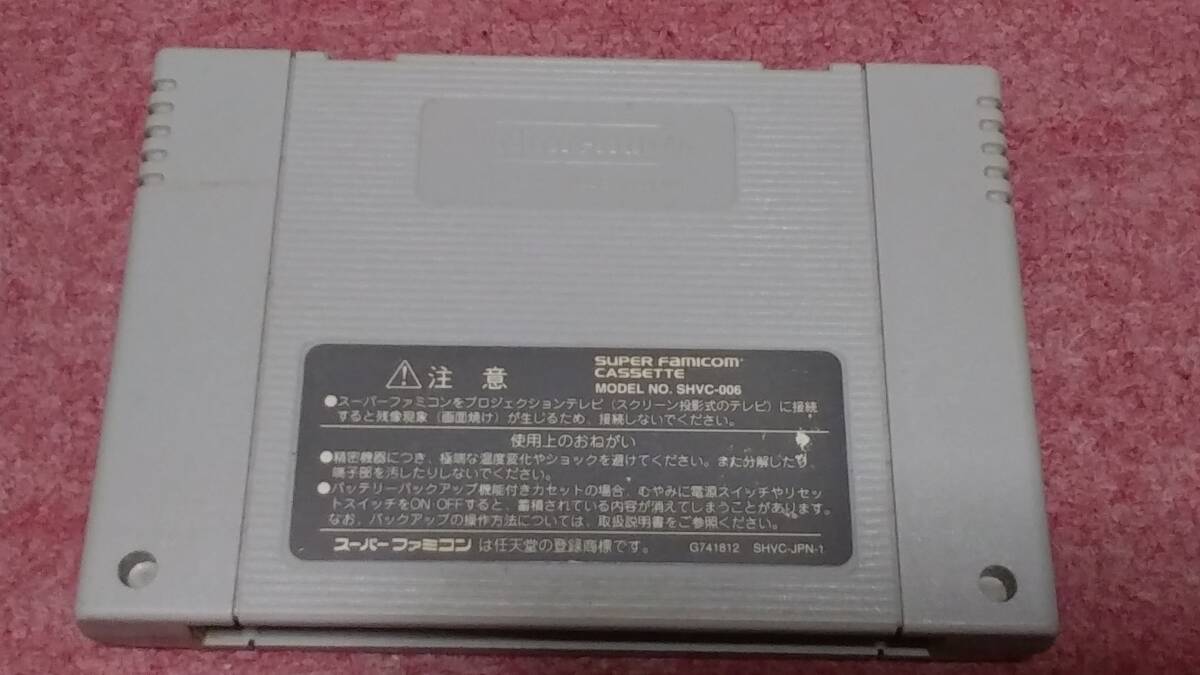 ⚠注意
SUPER FAMICOM
CASSETTE
MODEL NO. SHVC-006
●スーパーファミコンをプロジェクションテレビ（スクリーン投影式のテレビ）に接続
すると残像現象（画面焼け）が生じるため、接続しないでください。
使用上のおねがい
●精密機器につき、極端な温度変化やショックを避けてください。また分解したり
端子部を汚したりしないでください。
●バッテリーバックアップ機能付きカセットの場合、むやみに電源スイッチやリセッ
トスイッチをON/OFFすると、蓄積されている内容が消えてしまうことがあります。
なお、バックアップの操作方法については、取扱説明書をご参照ください。
スーパーファミコン は任天堂の登録商標です。 G741812 SHVC-JPN-1